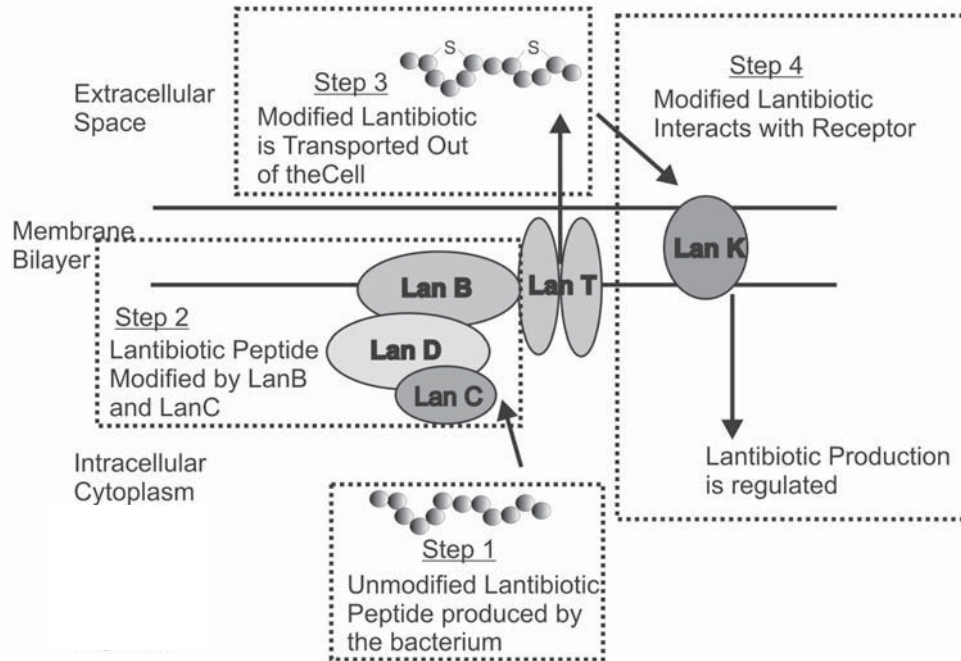 S S
Step 3
Modified Lantibiotic
is Transported Out
of theCell
Step 4
Modified Lantibiotic
Interacts with Receptor
Extracellular
Space
Membrane
Bilayer
Lan K
Lan B
Lan T
Step 2
Lantibiotic Peptide
Modified by LanB
and LanC
Lan D
Lan C
Lantibiotic Production
is regulated
Intracellular
Cytoplasm
Step 1
Unmodified Lantibiotic
Peptide produced by
the bacterium